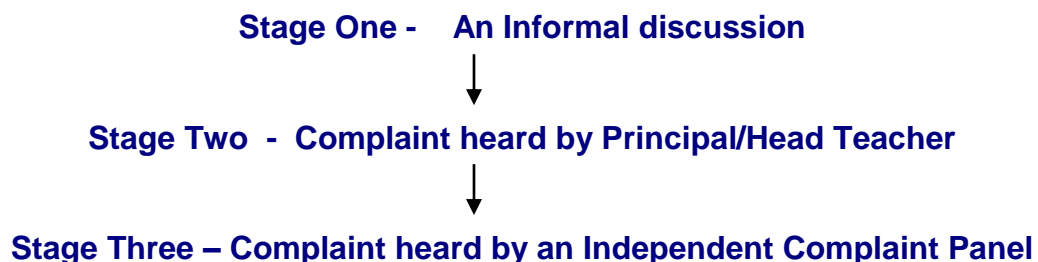 Stage One - An Informal discussion
Stage Two - Complaint heard by Principal/Head Teacher
Stage Three – Complaint heard by an Independent Complaint Panel